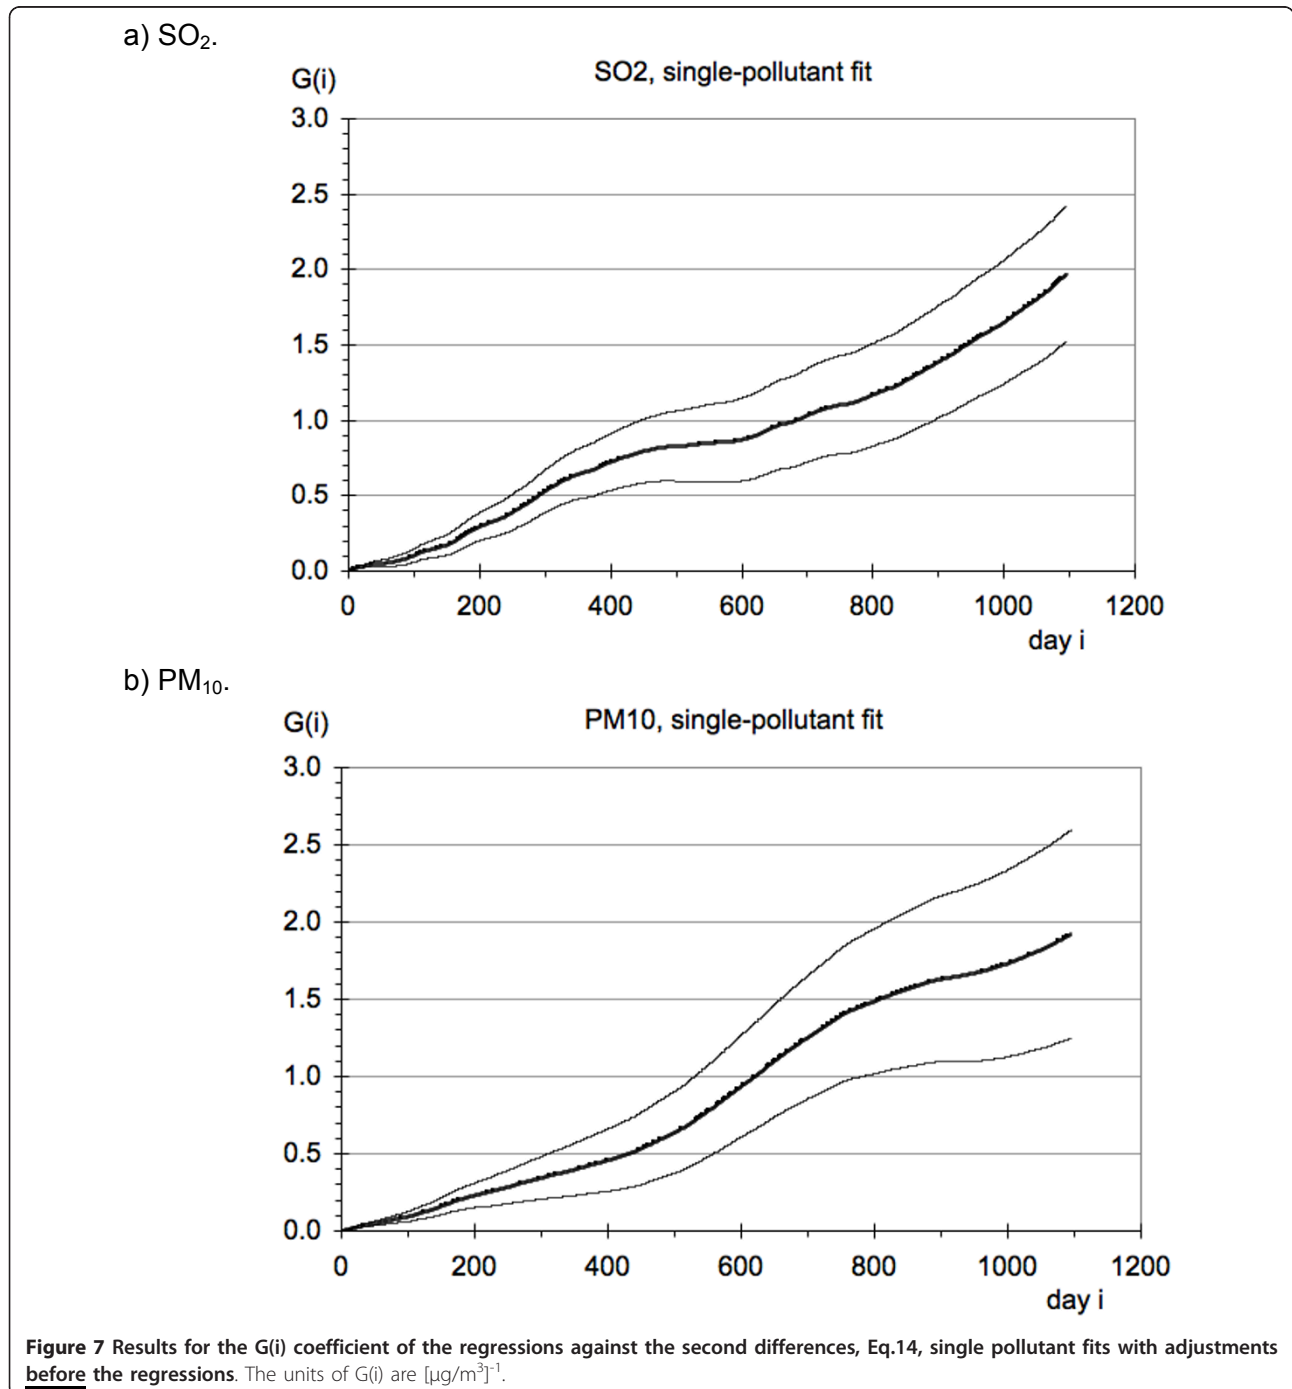 a) SO₂.
SO2, single-pollutant fit
G(i)
3.0
2.5
2.0
1.5
1.0
0.5
0.0
0 200 400 600 800 1000 1200
day i
b) PM₁₀.
PM10, single-pollutant fit
G(i)
3.0
2.5
2.0
1.5
1.0
0.5
0.0
0 200 400 600 800 1000 1200
day i
Figure 7 Results for the G(i) coefficient of the regressions against the second differences, Eq.14, single pollutant fits with adjustments
before the regressions. The units of G(i) are [μg/m³]⁻¹.